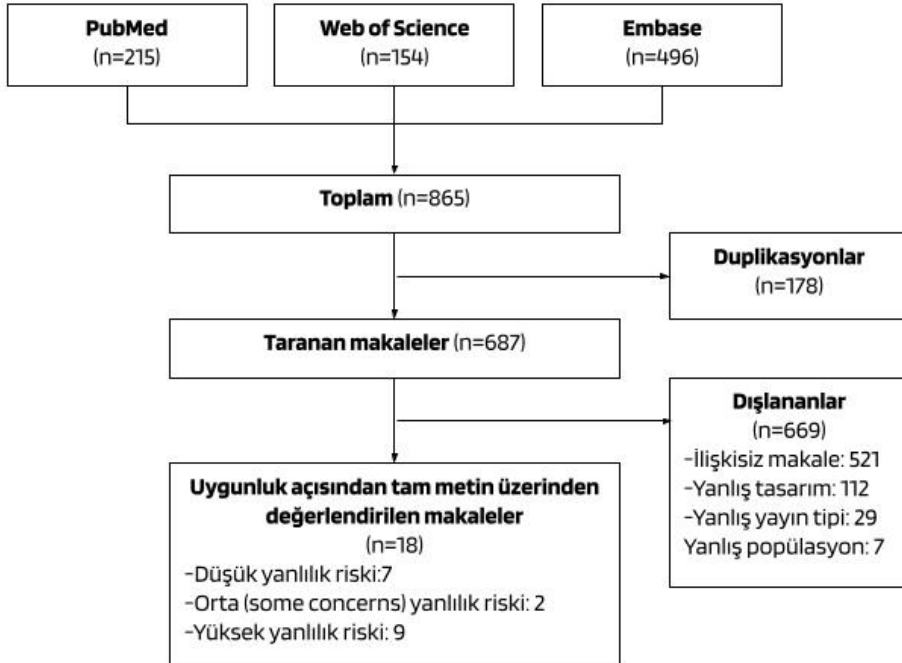 PubMed
(n=215)
Web of Science
(n=154)
Embase
(n=496)
Toplam (n=865)
Duplikasyonlar
(n=178)
Taranan makaleler (n=687)
Dışlananlar
(n=669)
-İlişkisiz makale: 521
-Yanlış tasarım: 112
-Yanlış yayın tipi: 29
Yanlış popülasyon: 7
Uygunluk açısından tam metin üzerinden
değerlendirilen makaleler
(n=18)
-Düşük yanlılık riski:7
-Orta (some concerns) yanlılık riski: 2
-Yüksek yanlılık riski: 9